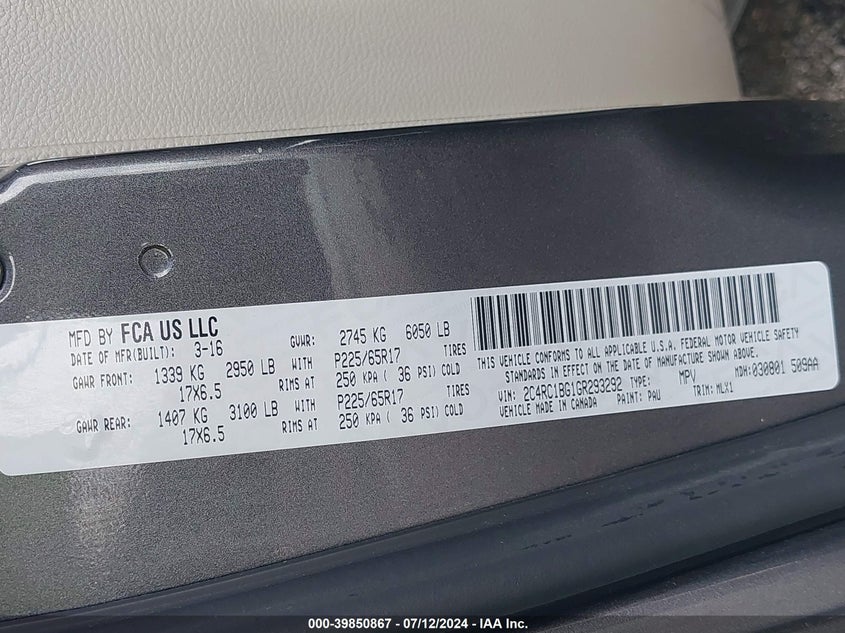 MFD BY FCA US LLC
DATE OF MFR(BUILT): 3-16 GVWR: 2745 KG 6050 LB
GAWR FRONT: 1339 KG 2950 LB WITH P225/65R17 TIRES
17X6.5 RIMS AT 250 KPA ( 36 PSI) COLD
GAWR REAR: 1407 KG 3100 LB WITH P225/65R17 TIRES
17X6.5 RIMS AT 250 KPA ( 36 PSI) COLD
THIS VEHICLE CONFORMS TO ALL APPLICABLE U.S.A. FEDERAL MOTOR VEHICLE SAFETY
STANDARDS IN EFFECT ON THE DATE OF MANUFACTURE SHOWN ABOVE.
VIN: 2C4RC1BG1GR293292 TYPE: MPV MDH: 030801 509AA
VEHICLE MADE IN CANADA PAINT: PAU TRIM: MLX1
000-39850867 - 07/12/2024 - IAA Inc.